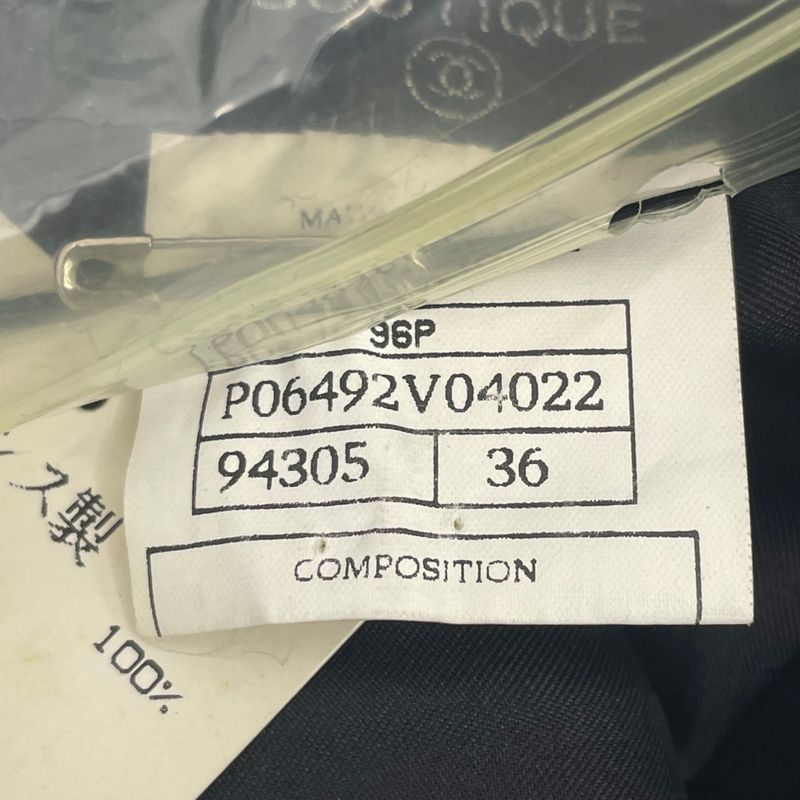 BOUTIQUE
96P
P06492V04022
94305 36
COMPOSITION
ス製
100%